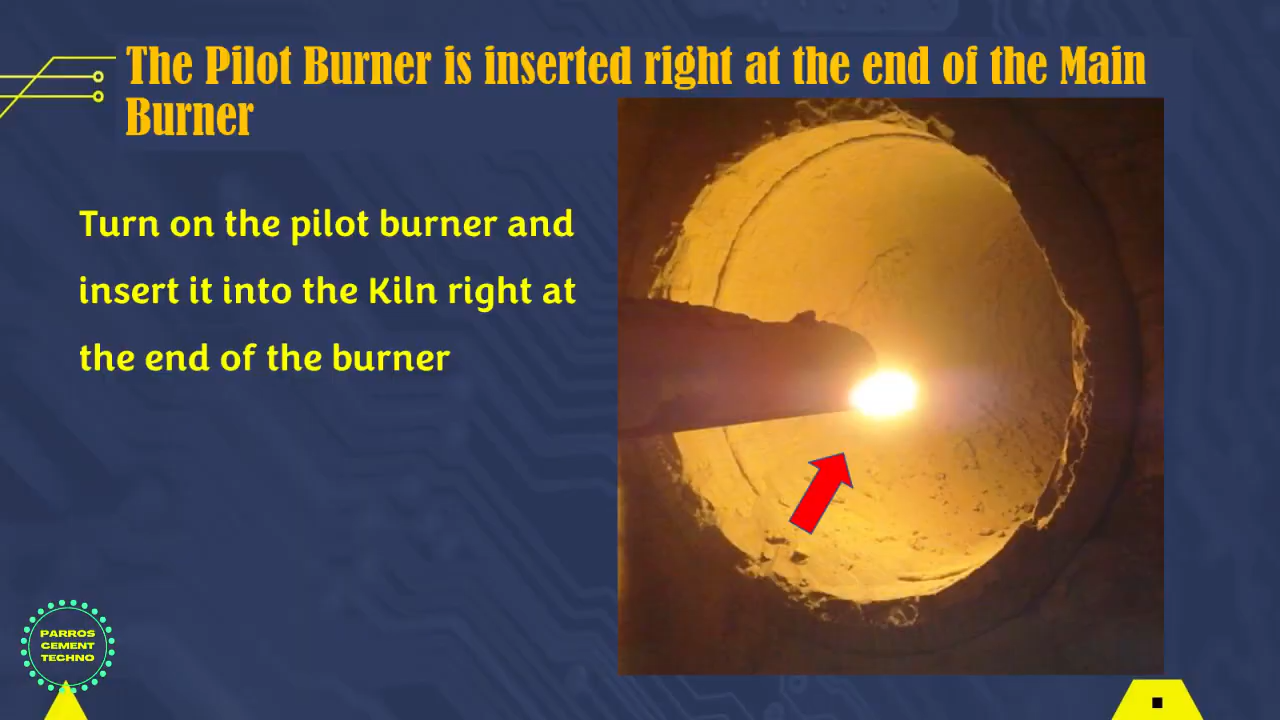 The Pilot Burner is inserted right at the end of the Main
Burner
Turn on the pilot burner and
insert it into the Kiln right at
the end of the burner
PARROS
CEMENT
TECHNO